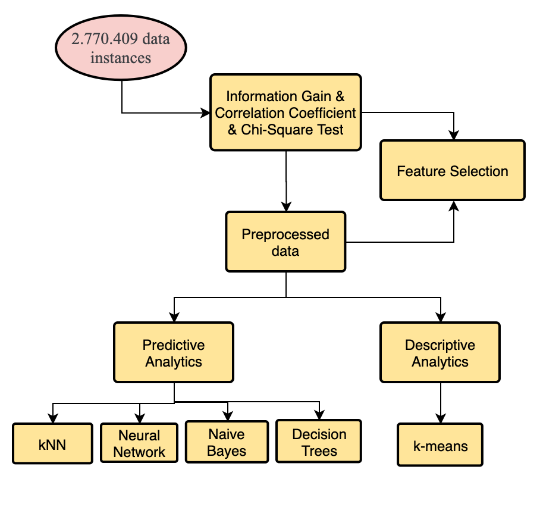 2.770.409 data
instances
Information Gain &
Correlation Coefficient
& Chi-Square Test
Feature Selection
Preprocessed
data
Predictive
Analytics
Descriptive
Analytics
kNN
Neural
Network
Naive
Bayes
Decision
Trees
k-means